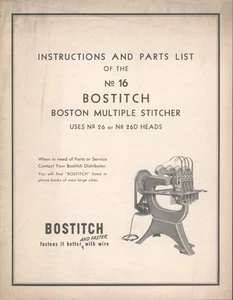 INSTRUCTIONS AND PARTS LIST
OF THE
No 16
BOSTITCH
BOSTON MULTIPLE STITCHER
USES No 26 or No 26D HEADS
When in need of Parts or Service
Contact Your Bostitch Distributor.
You will find "BOSTITCH" listed in
phone books of most large cities.
BOSTITCH
AND FASTER
fastens it better with wire